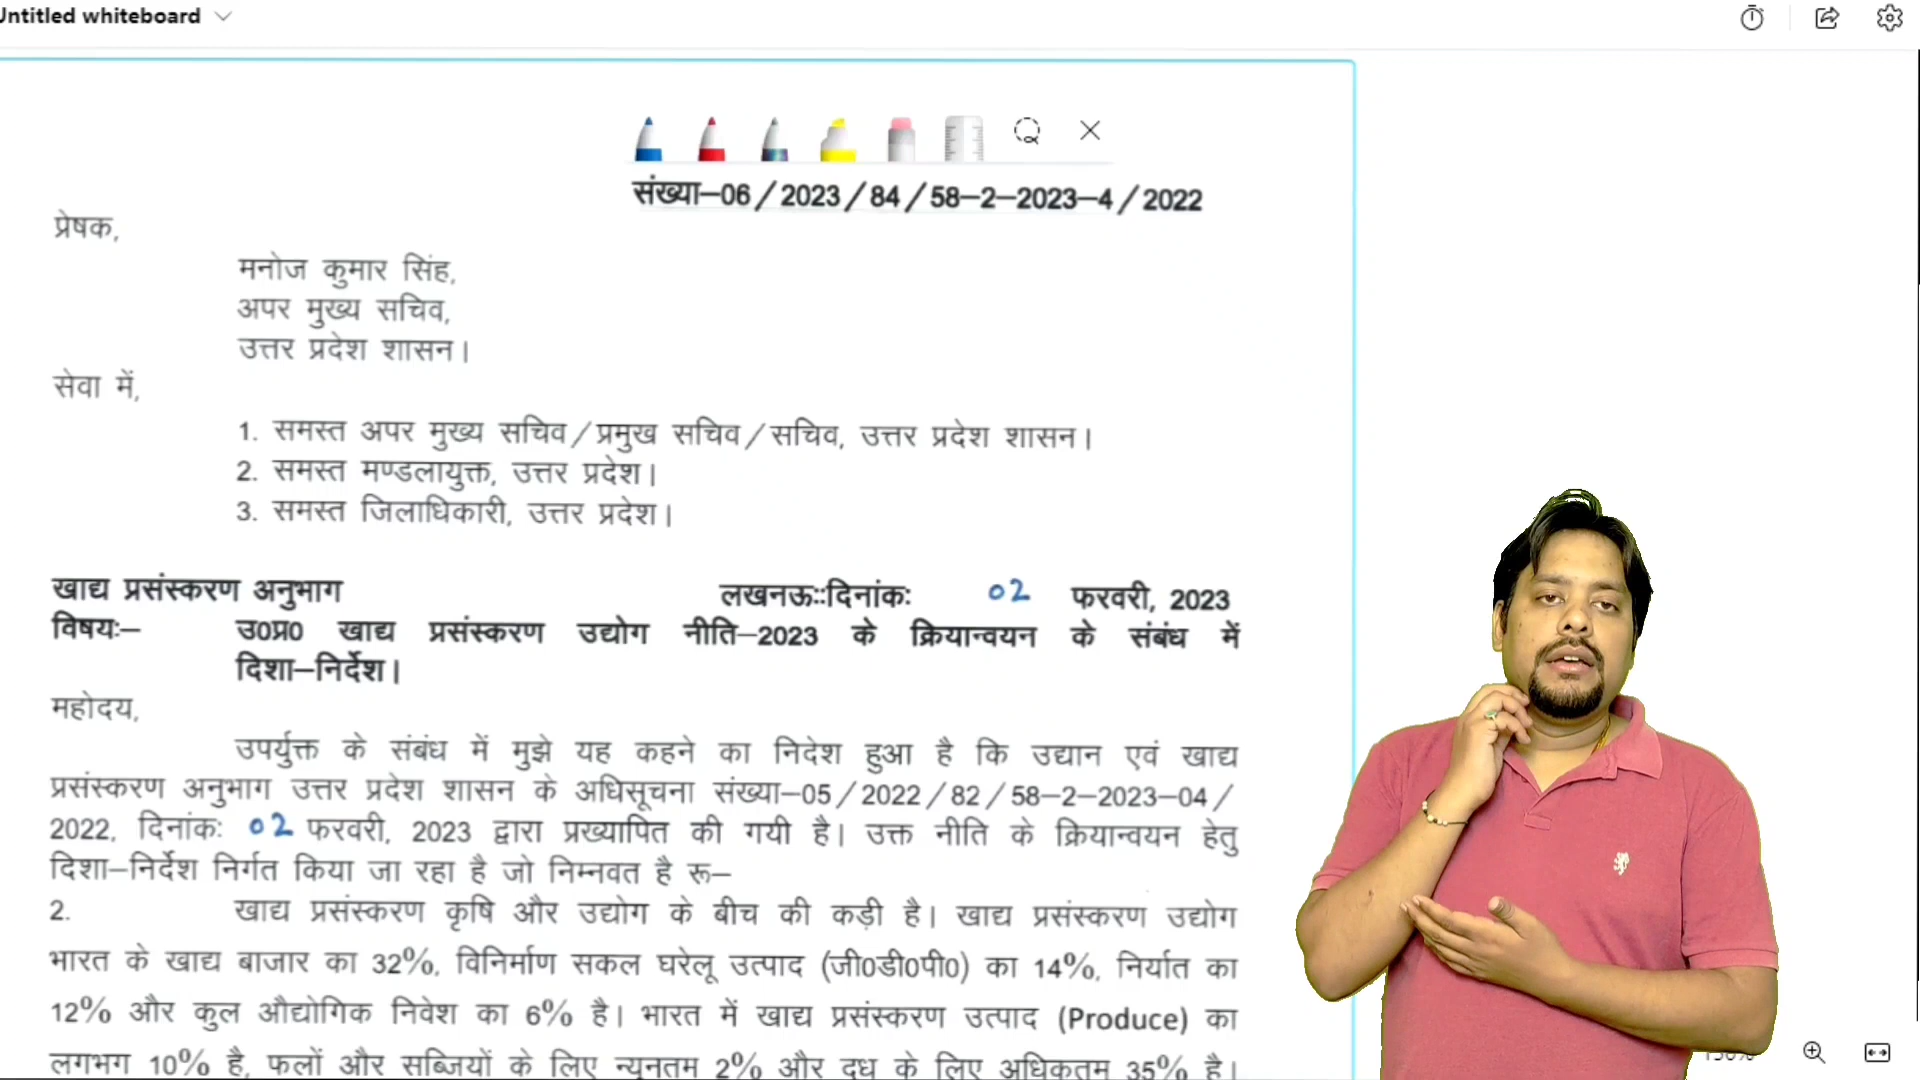 Untitled whiteboard
संख्या—06/2023/84/58—2—2023—4/2022
प्रेषक,
मनोज कुमार सिंह,
अपर मुख्य सचिव,
उत्तर प्रदेश शासन।
सेवा में,
1. समस्त अपर मुख्य सचिव/प्रमुख सचिव/सचिव, उत्तर प्रदेश शासन।
2. समस्त मण्डलायुक्त, उत्तर प्रदेश।
3. समस्त जिलाधिकारी, उत्तर प्रदेश।
खाद्य प्रसंस्करण अनुभाग लखनऊ::दिनांक: 02 फरवरी, 2023
विषय:— उ0प्र0 खाद्य प्रसंस्करण उद्योग नीति—2023 के क्रियान्वयन के संबंध में
दिशा—निर्देश।
महोदय,
उपर्युक्त के संबंध में मुझे यह कहने का निदेश हुआ है कि उद्यान एवं खाद्य
प्रसंस्करण अनुभाग उत्तर प्रदेश शासन के अधिसूचना संख्या—05/2022/82/58—2—2023—04/
2022, दिनांक: 02 फरवरी, 2023 द्वारा प्रख्यापित की गयी है। उक्त नीति के क्रियान्वयन हेतु
दिशा—निर्देश निर्गत किया जा रहा है जो निम्नवत है रू—
2. खाद्य प्रसंस्करण कृषि और उद्योग के बीच की कड़ी है। खाद्य प्रसंस्करण उद्योग
भारत के खाद्य बाजार का 32%, विनिर्माण सकल घरेलू उत्पाद (जी0डी0पी0) का 14%, निर्यात का
12% और कुल औद्योगिक निवेश का 6% है। भारत में खाद्य प्रसंस्करण उत्पाद (Produce) का
लगभग 10% है, फलों और सब्जियों के लिए न्यूनतम 2% और दूध के लिए अधिकतम 35% है।